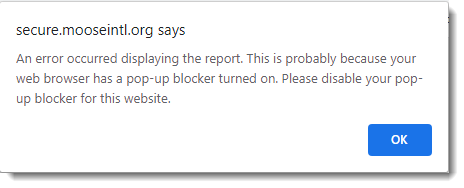 secure.mooseintl.org says
An error occurred displaying the report. This is probably because your
web browser has a pop-up blocker turned on. Please disable your pop-
up blocker for this website.
OK